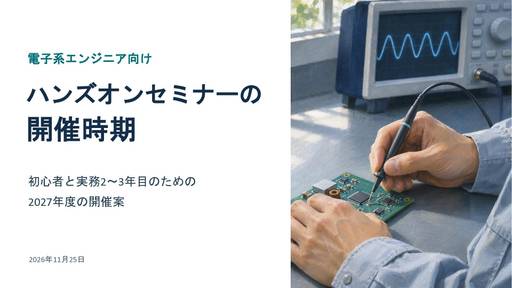 電子系エンジニア向け
ハンズオンセミナーの
開催時期
初心者と実務2〜3年目のための
2027年度の開催案
2026年11月25日